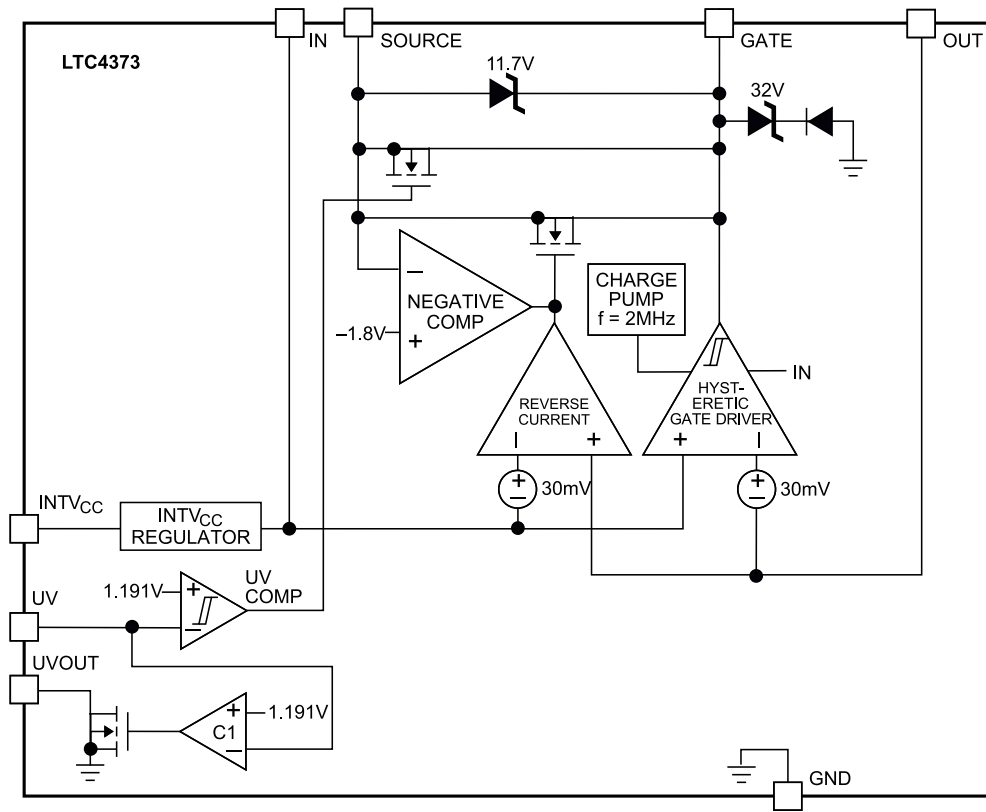 IN
SOURCE
GATE
OUT
LTC4373
11.7V
32V
CHARGE
PUMP
f = 2MHz
−
NEGATIVE
COMP
–1.8V
+
IN
HYST-
ERETIC
GATE DRIVER
+
–
REVERSE
CURRENT
–
+
+
–
30mV
+
–
30mV
INTVCC
INTVCC
REGULATOR
UV
COMP
1.191V
+
–
UV
UVOUT
+
1.191V
C1
–
GND